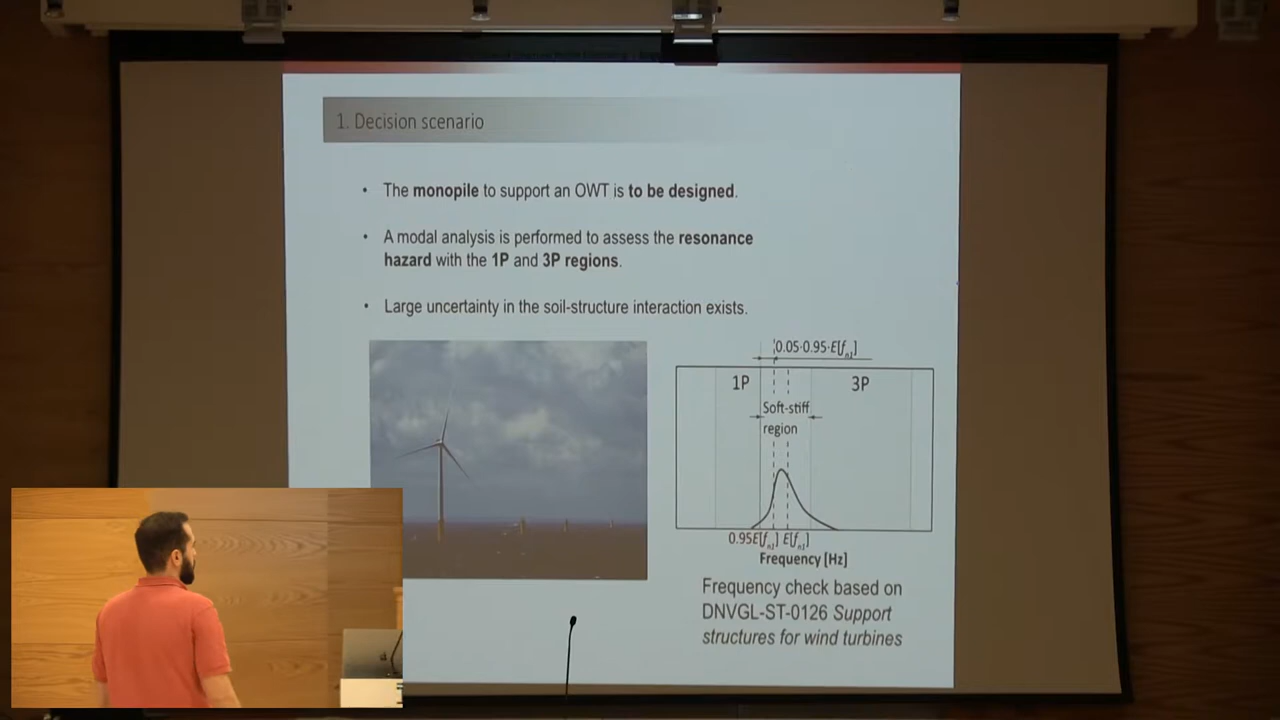 1. Decision scenario
• The monopile to support an OWT is to be designed.
• A modal analysis is performed to assess the resonance
hazard with the 1P and 3P regions.
• Large uncertainty in the soil-structure interaction exists.
0.05·0.95·E[fn1]
1P
3P
Soft-stiff
region
0.95E[fn1] E[fn1]
Frequency [Hz]
Frequency check based on
DNVGL-ST-0126 Support
structures for wind turbines